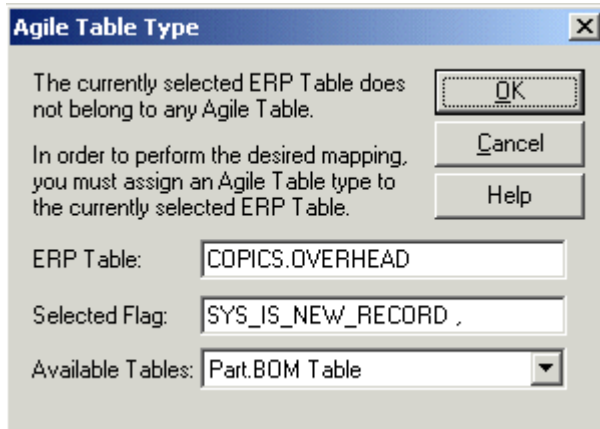 Agile Table Type
The currently selected ERP Table does
not belong to any Agile Table.
OK
Cancel
In order to perform the desired mapping,
you must assign an Agile Table type to
the currently selected ERP Table.
Help
ERP Table: COPICS.OVERHEAD
Selected Flag: SYS_IS_NEW_RECORD ,
Available Tables: Part.BOM Table